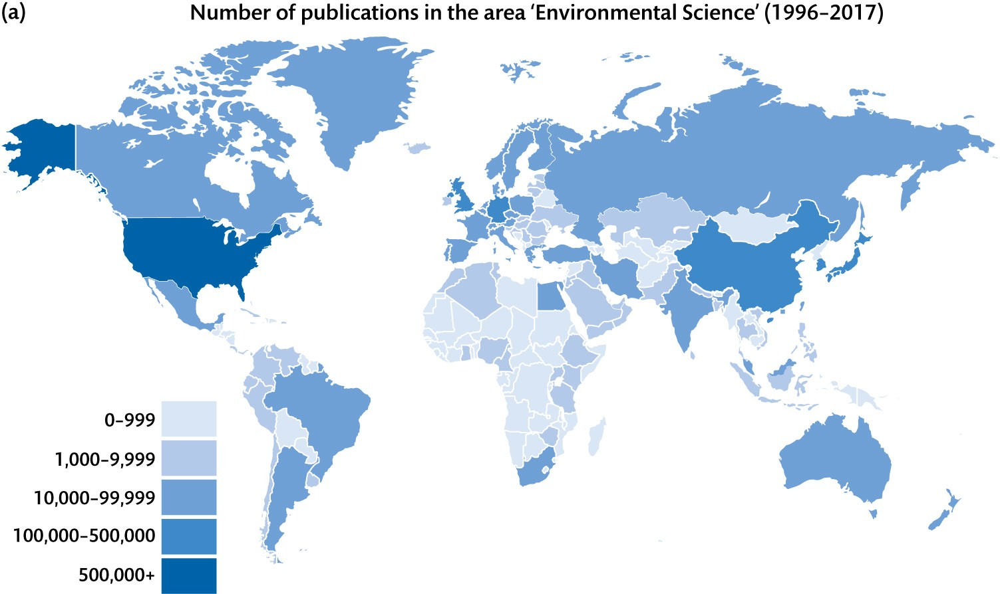 (a)
Number of publications in the area ‘Environmental Science’ (1996–2017)
0–999
1,000–9,999
10,000–99,999
100,000–500,000
500,000+